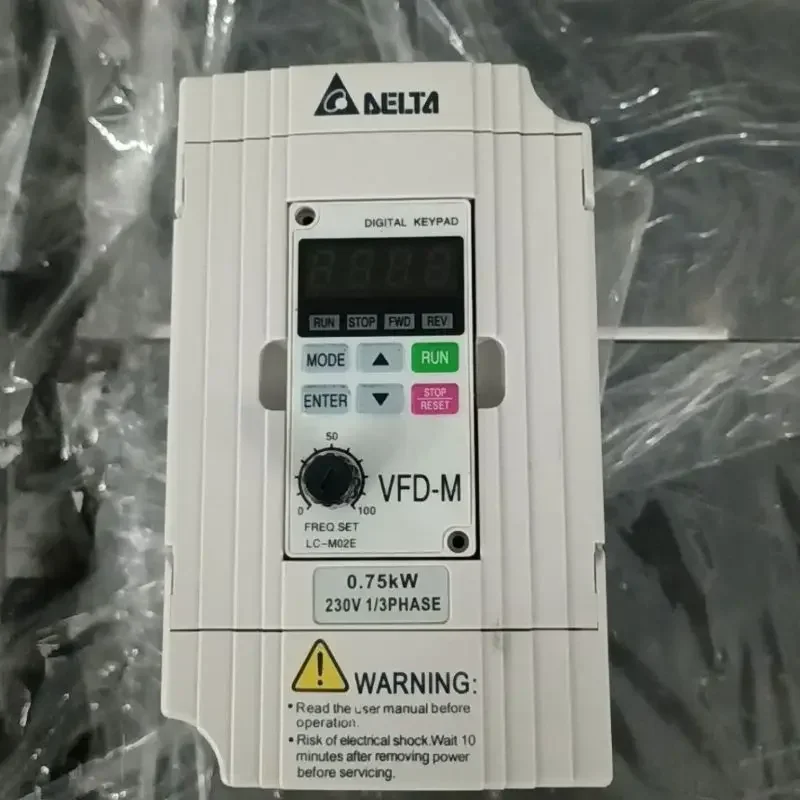 DELTA
DIGITAL KEYPAD
RUN STOP FWD REV
MODE ▲ RUN
ENTER ▼ STOP
RESET
50
0 100
VFD-M
FREQ.SET
LC-M02E
0.75kW
230V 1/3PHASE
WARNING:
•Read the user manual before
operation.
•Risk of electrical shock.Wait 10
minutes after removing power
before servicing.